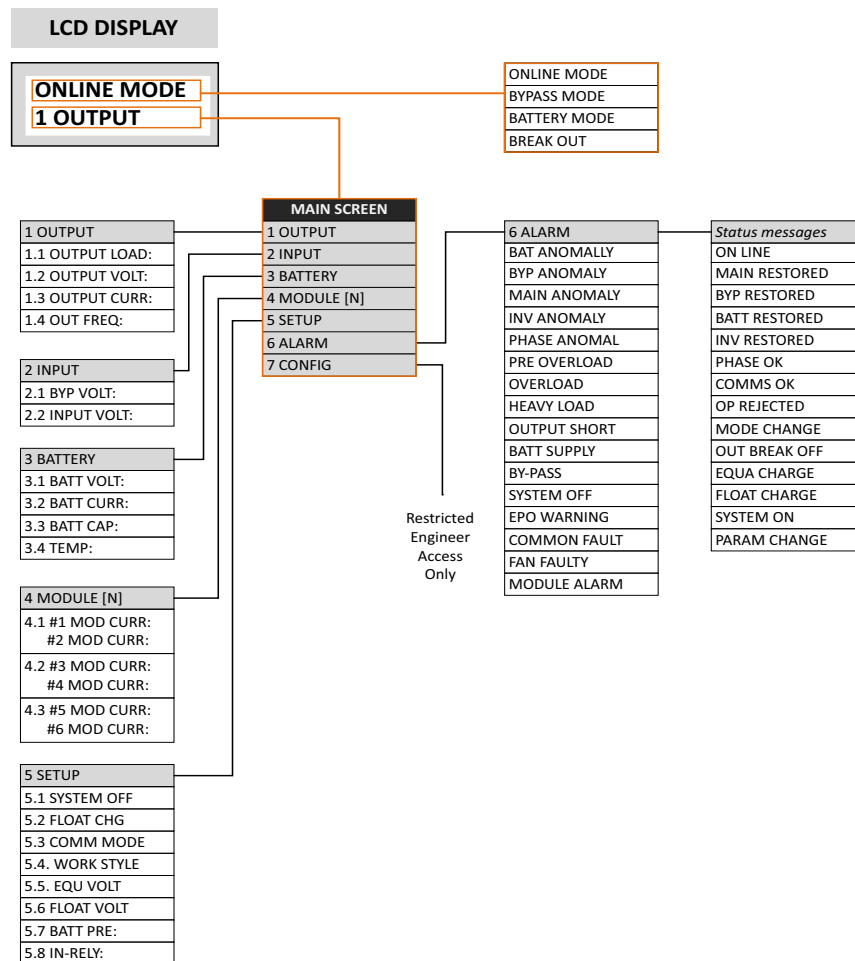 LCD DISPLAY
ONLINE MODE
1 OUTPUT
ONLINE MODE
BYPASS MODE
BATTERY MODE
BREAK OUT
MAIN SCREEN
1 OUTPUT
2 INPUT
3 BATTERY
4 MODULE [N]
5 SETUP
6 ALARM
7 CONFIG
Restricted
Engineer
Access
Only
1 OUTPUT
1.1 OUTPUT LOAD:
1.2 OUTPUT VOLT:
1.3 OUTPUT CURR:
1.4 OUT FREQ:
2 INPUT
2.1 BYP VOLT:
2.2 INPUT VOLT:
3 BATTERY
3.1 BATT VOLT:
3.2 BATT CURR:
3.3 BATT CAP:
3.4 TEMP:
4 MODULE [N]
4.1 #1 MOD CURR:
#2 MOD CURR:
4.2 #3 MOD CURR:
#4 MOD CURR:
4.3 #5 MOD CURR:
#6 MOD CURR:
5 SETUP
5.1 SYSTEM OFF
5.2 FLOAT CHG
5.3 COMM MODE
5.4. WORK STYLE
5.5. EQU VOLT
5.6 FLOAT VOLT
5.7 BATT PRE:
5.8 IN-RELY:
6 ALARM
BAT ANOMALLY
BYP ANOMALY
MAIN ANOMALY
INV ANOMALY
PHASE ANOMAL
PRE OVERLOAD
OVERLOAD
HEAVY LOAD
OUTPUT SHORT
BATT SUPPLY
BY-PASS
SYSTEM OFF
EPO WARNING
COMMON FAULT
FAN FAULTY
MODULE ALARM
Status messages
ON LINE
MAIN RESTORED
BYP RESTORED
BATT RESTORED
INV RESTORED
PHASE OK
COMMS OK
OP REJECTED
MODE CHANGE
OUT BREAK OFF
EQUA CHARGE
FLOAT CHARGE
SYSTEM ON
PARAM CHANGE